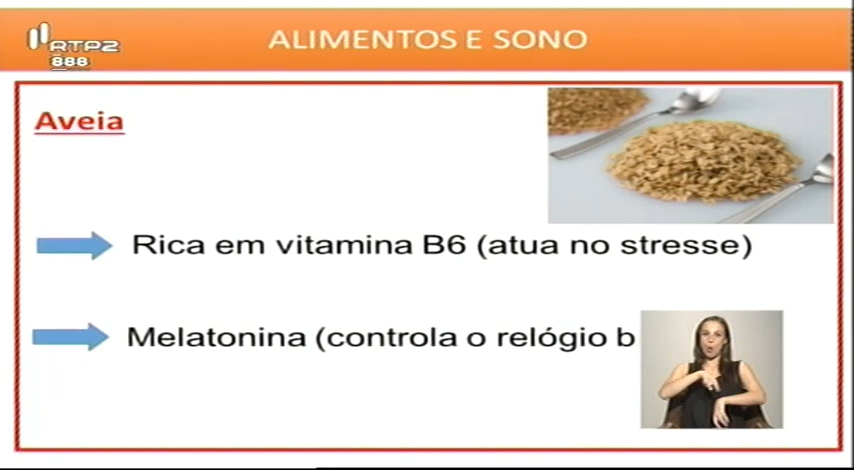 RTP2
888
ALIMENTOS E SONO
Aveia
Rica em vitamina B6 (atua no stresse)
Melatonina (controla o relógio b